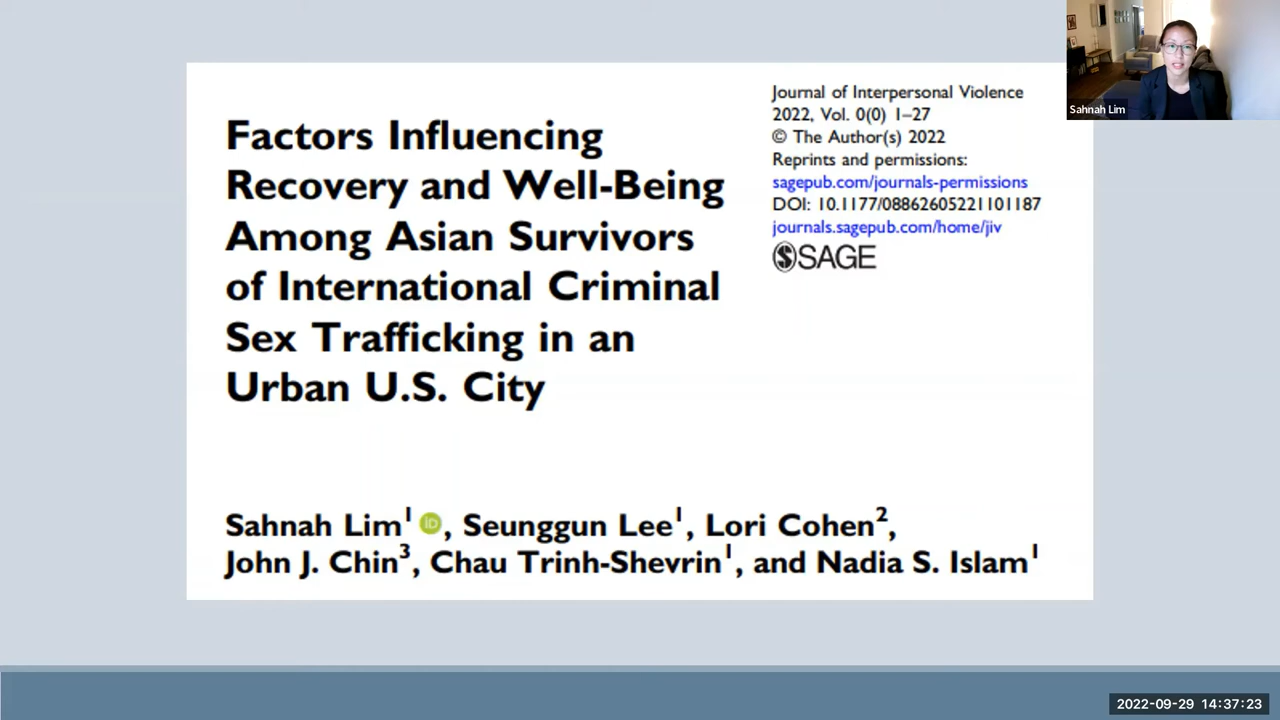 Factors Influencing
Recovery and Well-Being
Among Asian Survivors
of International Criminal
Sex Trafficking in an
Urban U.S. City
Journal of Interpersonal Violence
2022, Vol. 0(0) 1–27
© The Author(s) 2022
Reprints and permissions:
sagepub.com/journals-permissions
DOI: 10.1177/08862605221101187
journals.sagepub.com/home/jiv
SAGE
Sahnah Lim
Sahnah Lim1 iD, Seunggun Lee1, Lori Cohen2,
John J. Chin3, Chau Trinh-Shevrin1, and Nadia S. Islam1
2022-09-29 14:37:23